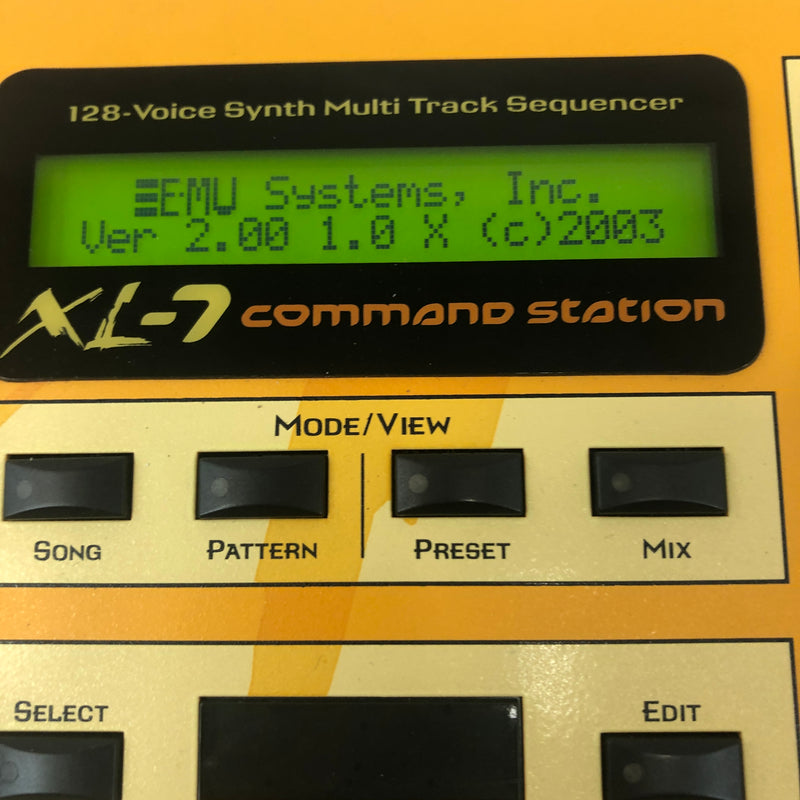 128-Voice Synth Multi Track Sequencer
EMU Systems, Inc.
Ver 2.00 1.0 X (c)2003
XL-7 COMMAND STATION
MODE/VIEW
SONG PATTERN PRESET MIX
SELECT EDIT